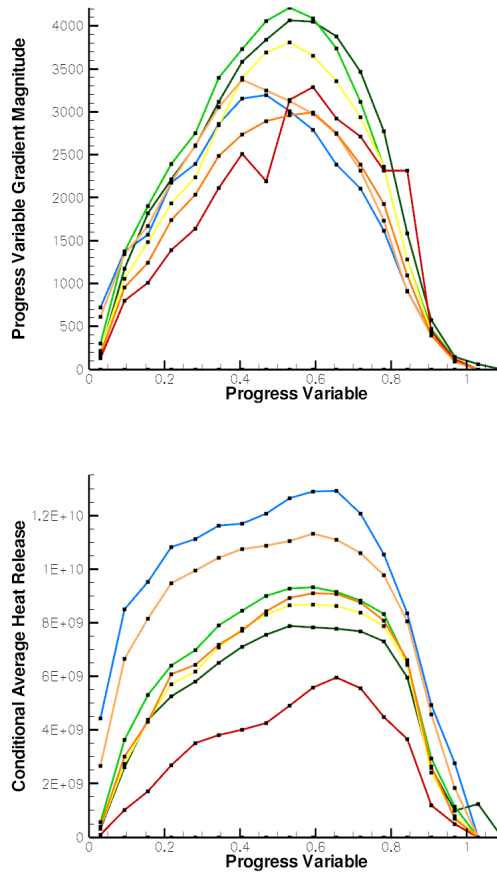 Progress Variable Gradient Magnitude
4000
3500
3000
2500
2000
1500
1000
500
0
0 0.2 0.4 0.6 0.8 1
Progress Variable
Conditional Average Heat Release
1.2E+10
1E+10
8E+09
6E+09
4E+09
2E+09
0
0 0.2 0.4 0.6 0.8 1
Progress Variable